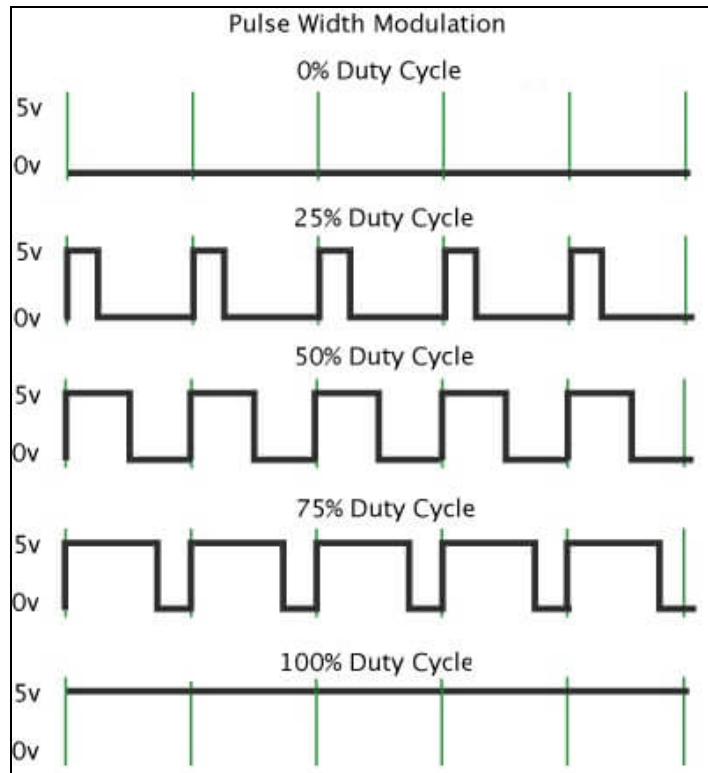 Pulse Width Modulation
0% Duty Cycle
5v
0v
25% Duty Cycle
5v
0v
50% Duty Cycle
5v
0v
75% Duty Cycle
5v
0v
100% Duty Cycle
5v
0v